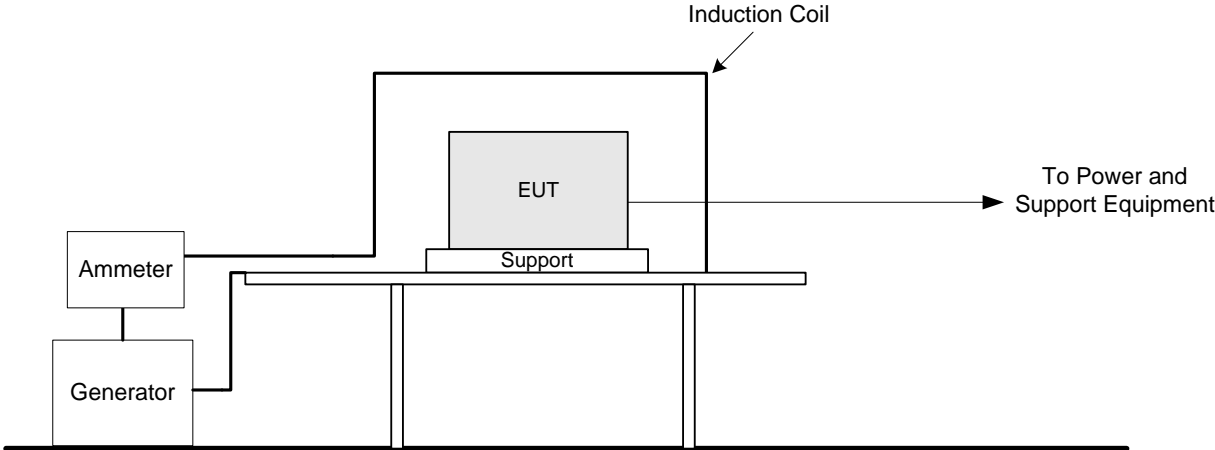 Induction Coil
EUT
To Power and
Support Equipment
Support
Ammeter
Generator